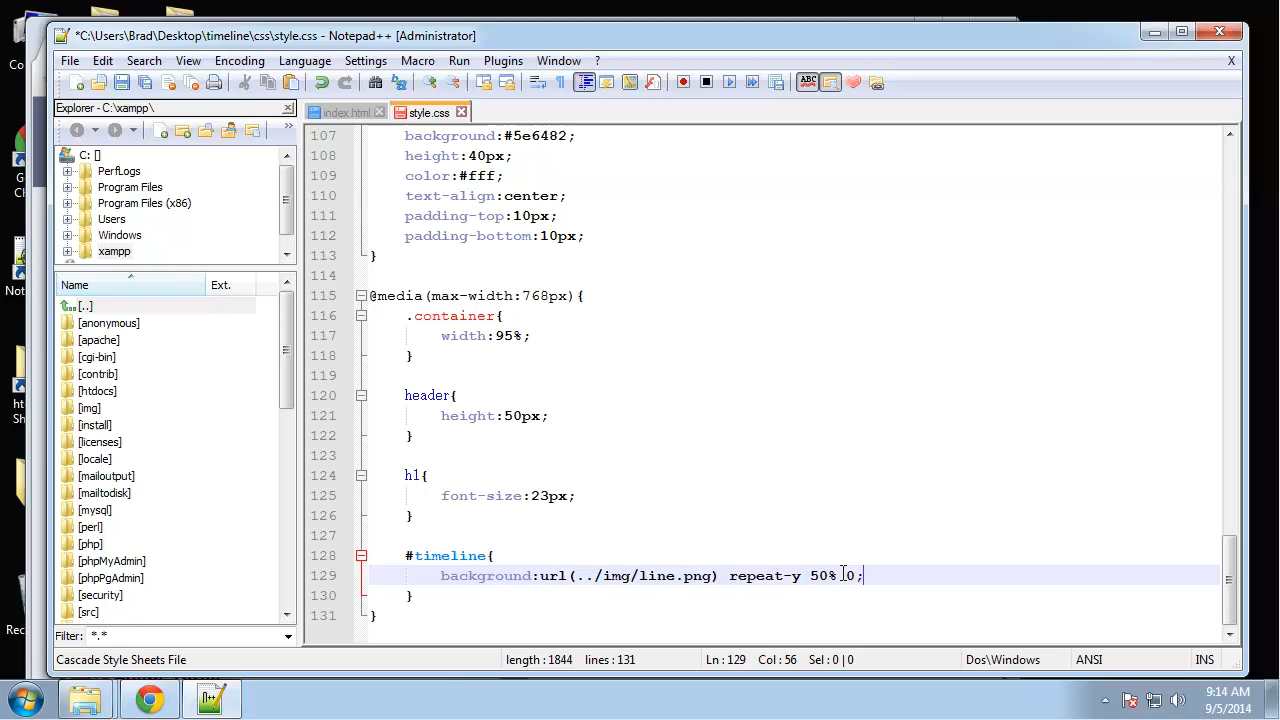 Co
*C:\Users\Brad\Desktop\timeline\css\style.css - Notepad++ [Administrator]
File Edit Search View Encoding Language Settings Macro Run Plugins Window ? X
ABC
Explorer - C:\xampp\
index.html style.css
»
C: []
PerfLogs
Program Files
Program Files (x86)
Users
Windows
xampp
Name Ext.
[..]
[anonymous]
[apache]
[cgi-bin]
[contrib]
[htdocs]
[img]
[install]
[licenses]
[locale]
[mailoutput]
[mailtodisk]
[mysql]
[perl]
[php]
[phpMyAdmin]
[phpPgAdmin]
[security]
[src]
Filter: *.*
107 background:#5e6482;
108 height:40px;
109 color:#fff;
110 text-align:center;
111 padding-top:10px;
112 padding-bottom:10px;
113 }
114
115 @media(max-width:768px){
116 .container{
117 width:95%;
118 }
119
120 header{
121 height:50px;
122 }
123
124 h1{
125 font-size:23px;
126 }
127
128 #timeline{
129 background:url(../img/line.png) repeat-y 50% 0;
130 }
131 }
Cascade Style Sheets File length : 1844 lines : 131 Ln : 129 Col : 56 Sel : 0 | 0 Dos\Windows ANSI INS
G
Ch
Not
ht
Sh
Rec
9:14 AM
9/5/2014